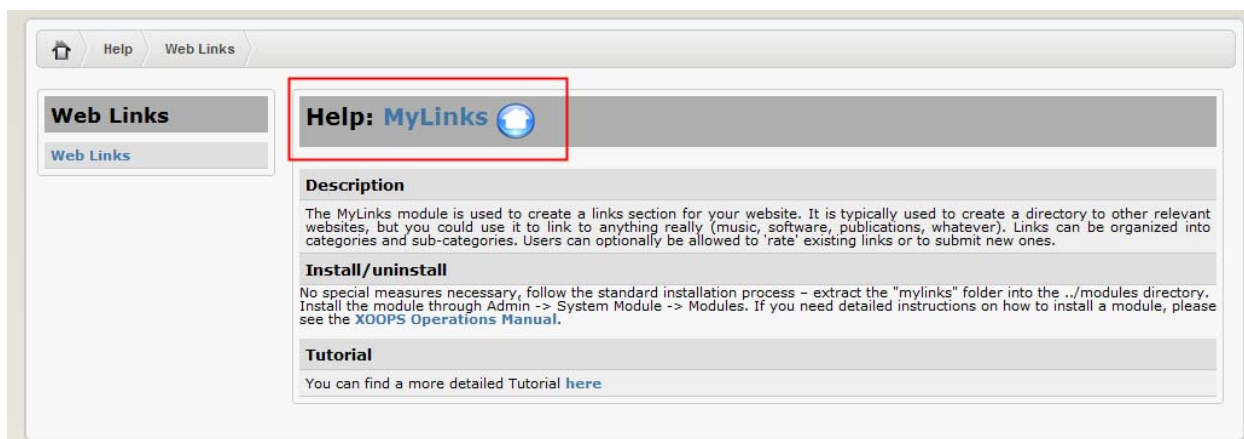 Help Web Links
Web Links
Web Links
Help: MyLinks
Description
The MyLinks module is used to create a links section for your website. It is typically used to create a directory to other relevant
websites, but you could use it to link to anything really (music, software, publications, whatever). Links can be organized into
categories and sub-categories. Users can optionally be allowed to 'rate' existing links or to submit new ones.
Install/uninstall
No special measures necessary, follow the standard installation process – extract the "mylinks" folder into the ../modules directory.
Install the module through Admin -> System Module -> Modules. If you need detailed instructions on how to install a module, please
see the XOOPS Operations Manual.
Tutorial
You can find a more detailed Tutorial here